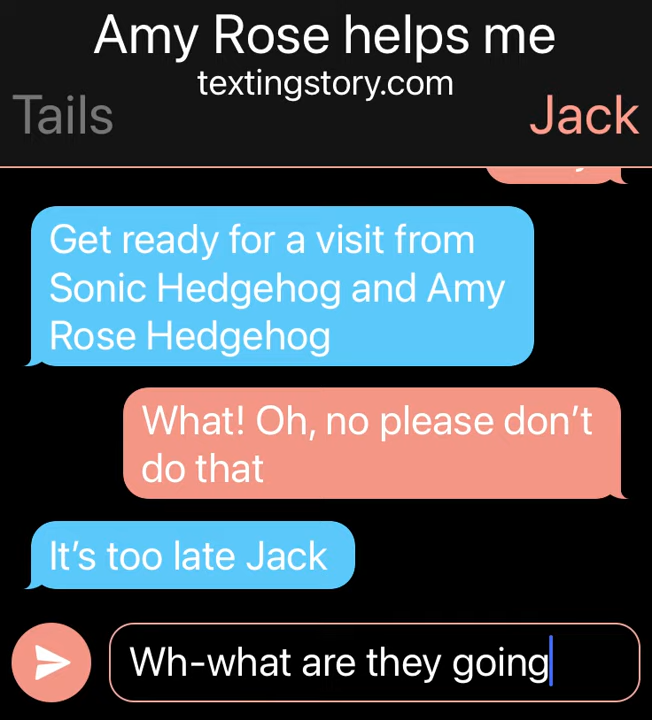 Amy Rose helps me
textingstory.com
Tails
Jack
Get ready for a visit from
Sonic Hedgehog and Amy
Rose Hedgehog
What! Oh, no please don’t
do that
It’s too late Jack
Wh-what are they going